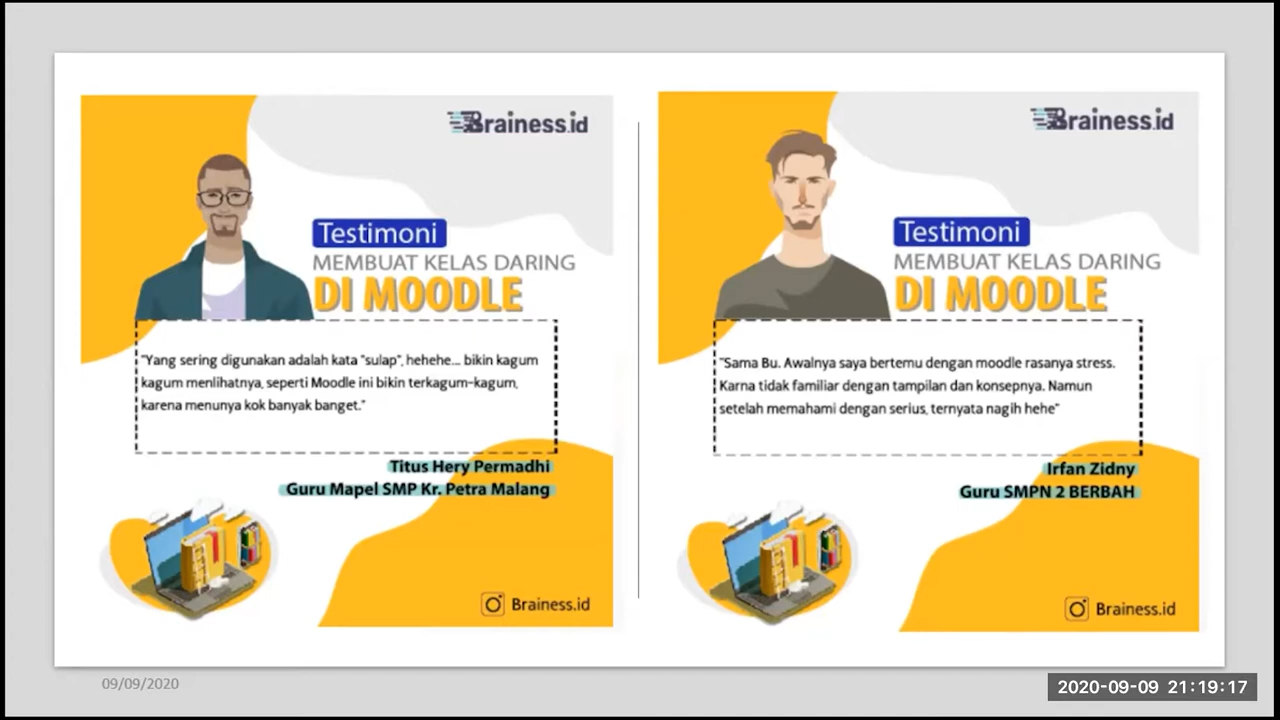 Brainess.id
Testimoni
MEMBUAT KELAS DARING
DI MOODLE
"Yang sering digunakan adalah kata "sulap", hehehe.... bikin kagum
kagum menlihatnya, seperti Moodle ini bikin terkagum-kagum,
karena menunya kok banyak banget."
Titus Hery Permadhi
Guru Mapel SMP Kr. Petra Malang
Brainess.id
Brainess.id
Testimoni
MEMBUAT KELAS DARING
DI MOODLE
"Sama Bu. Awalnya saya bertemu dengan moodle rasanya stress.
Karna tidak familiar dengan tampilan dan konsepnya. Namun
setelah memahami dengan serius, ternyata nagih hehe"
Irfan Zidny
Guru SMPN 2 BERBAH
Brainess.id
09/09/2020
2020-09-09 21:19:17